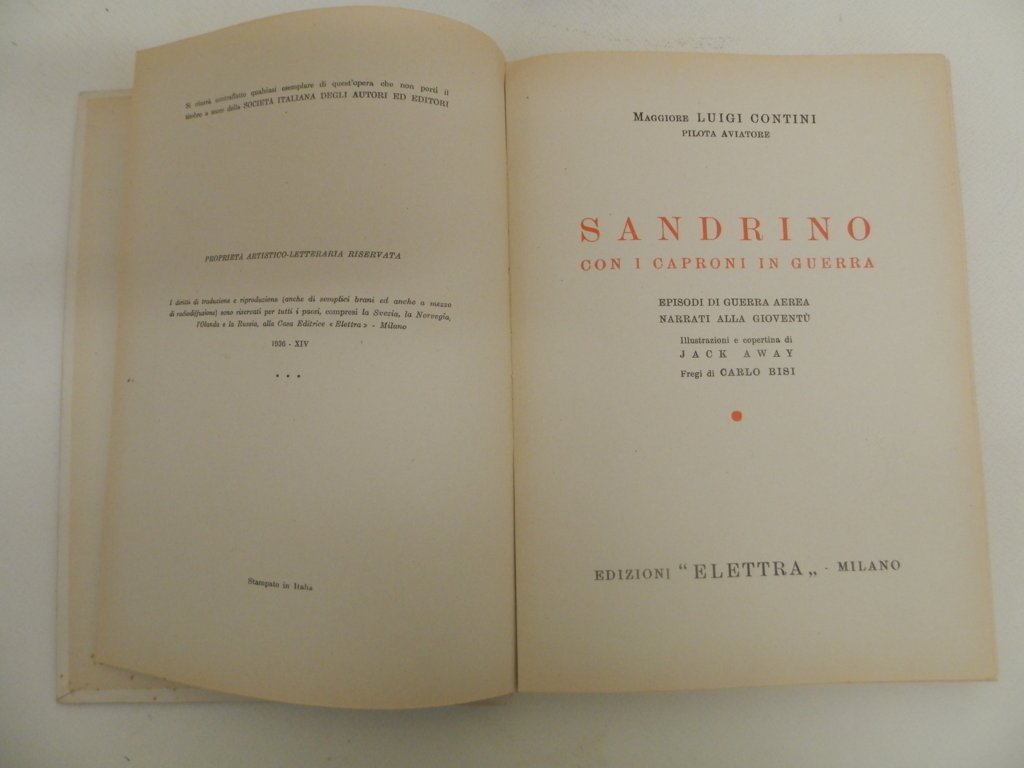 Si riterrà contraffatto qualsiasi esemplare di quest'opera che non porti il
timbro a secco della SOCIETÀ ITALIANA DEGLI AUTORI ED EDITORI
PROPRIETÀ ARTISTICO-LETTERARIA RISERVATA
I diritti di traduzione e riproduzione (anche di semplici brani ed anche a mezzo
di radiodiffusione) sono riservati per tutti i paesi, compresi la Svezia, la Norvegia,
l'Olanda e la Russia, alla Casa Editrice «Elettra» - Milano
1936 - XIV
• • •
Stampato in Italia
MAGGIORE LUIGI CONTINI
PILOTA AVIATORE
SANDRINO
CON I CAPRONI IN GUERRA
EPISODI DI GUERRA AEREA
NARRATI ALLA GIOVENTÙ
Illustrazioni e copertina di
JACK AWAY
Fregi di CARLO BISI
EDIZIONI "ELETTRA„ - MILANO